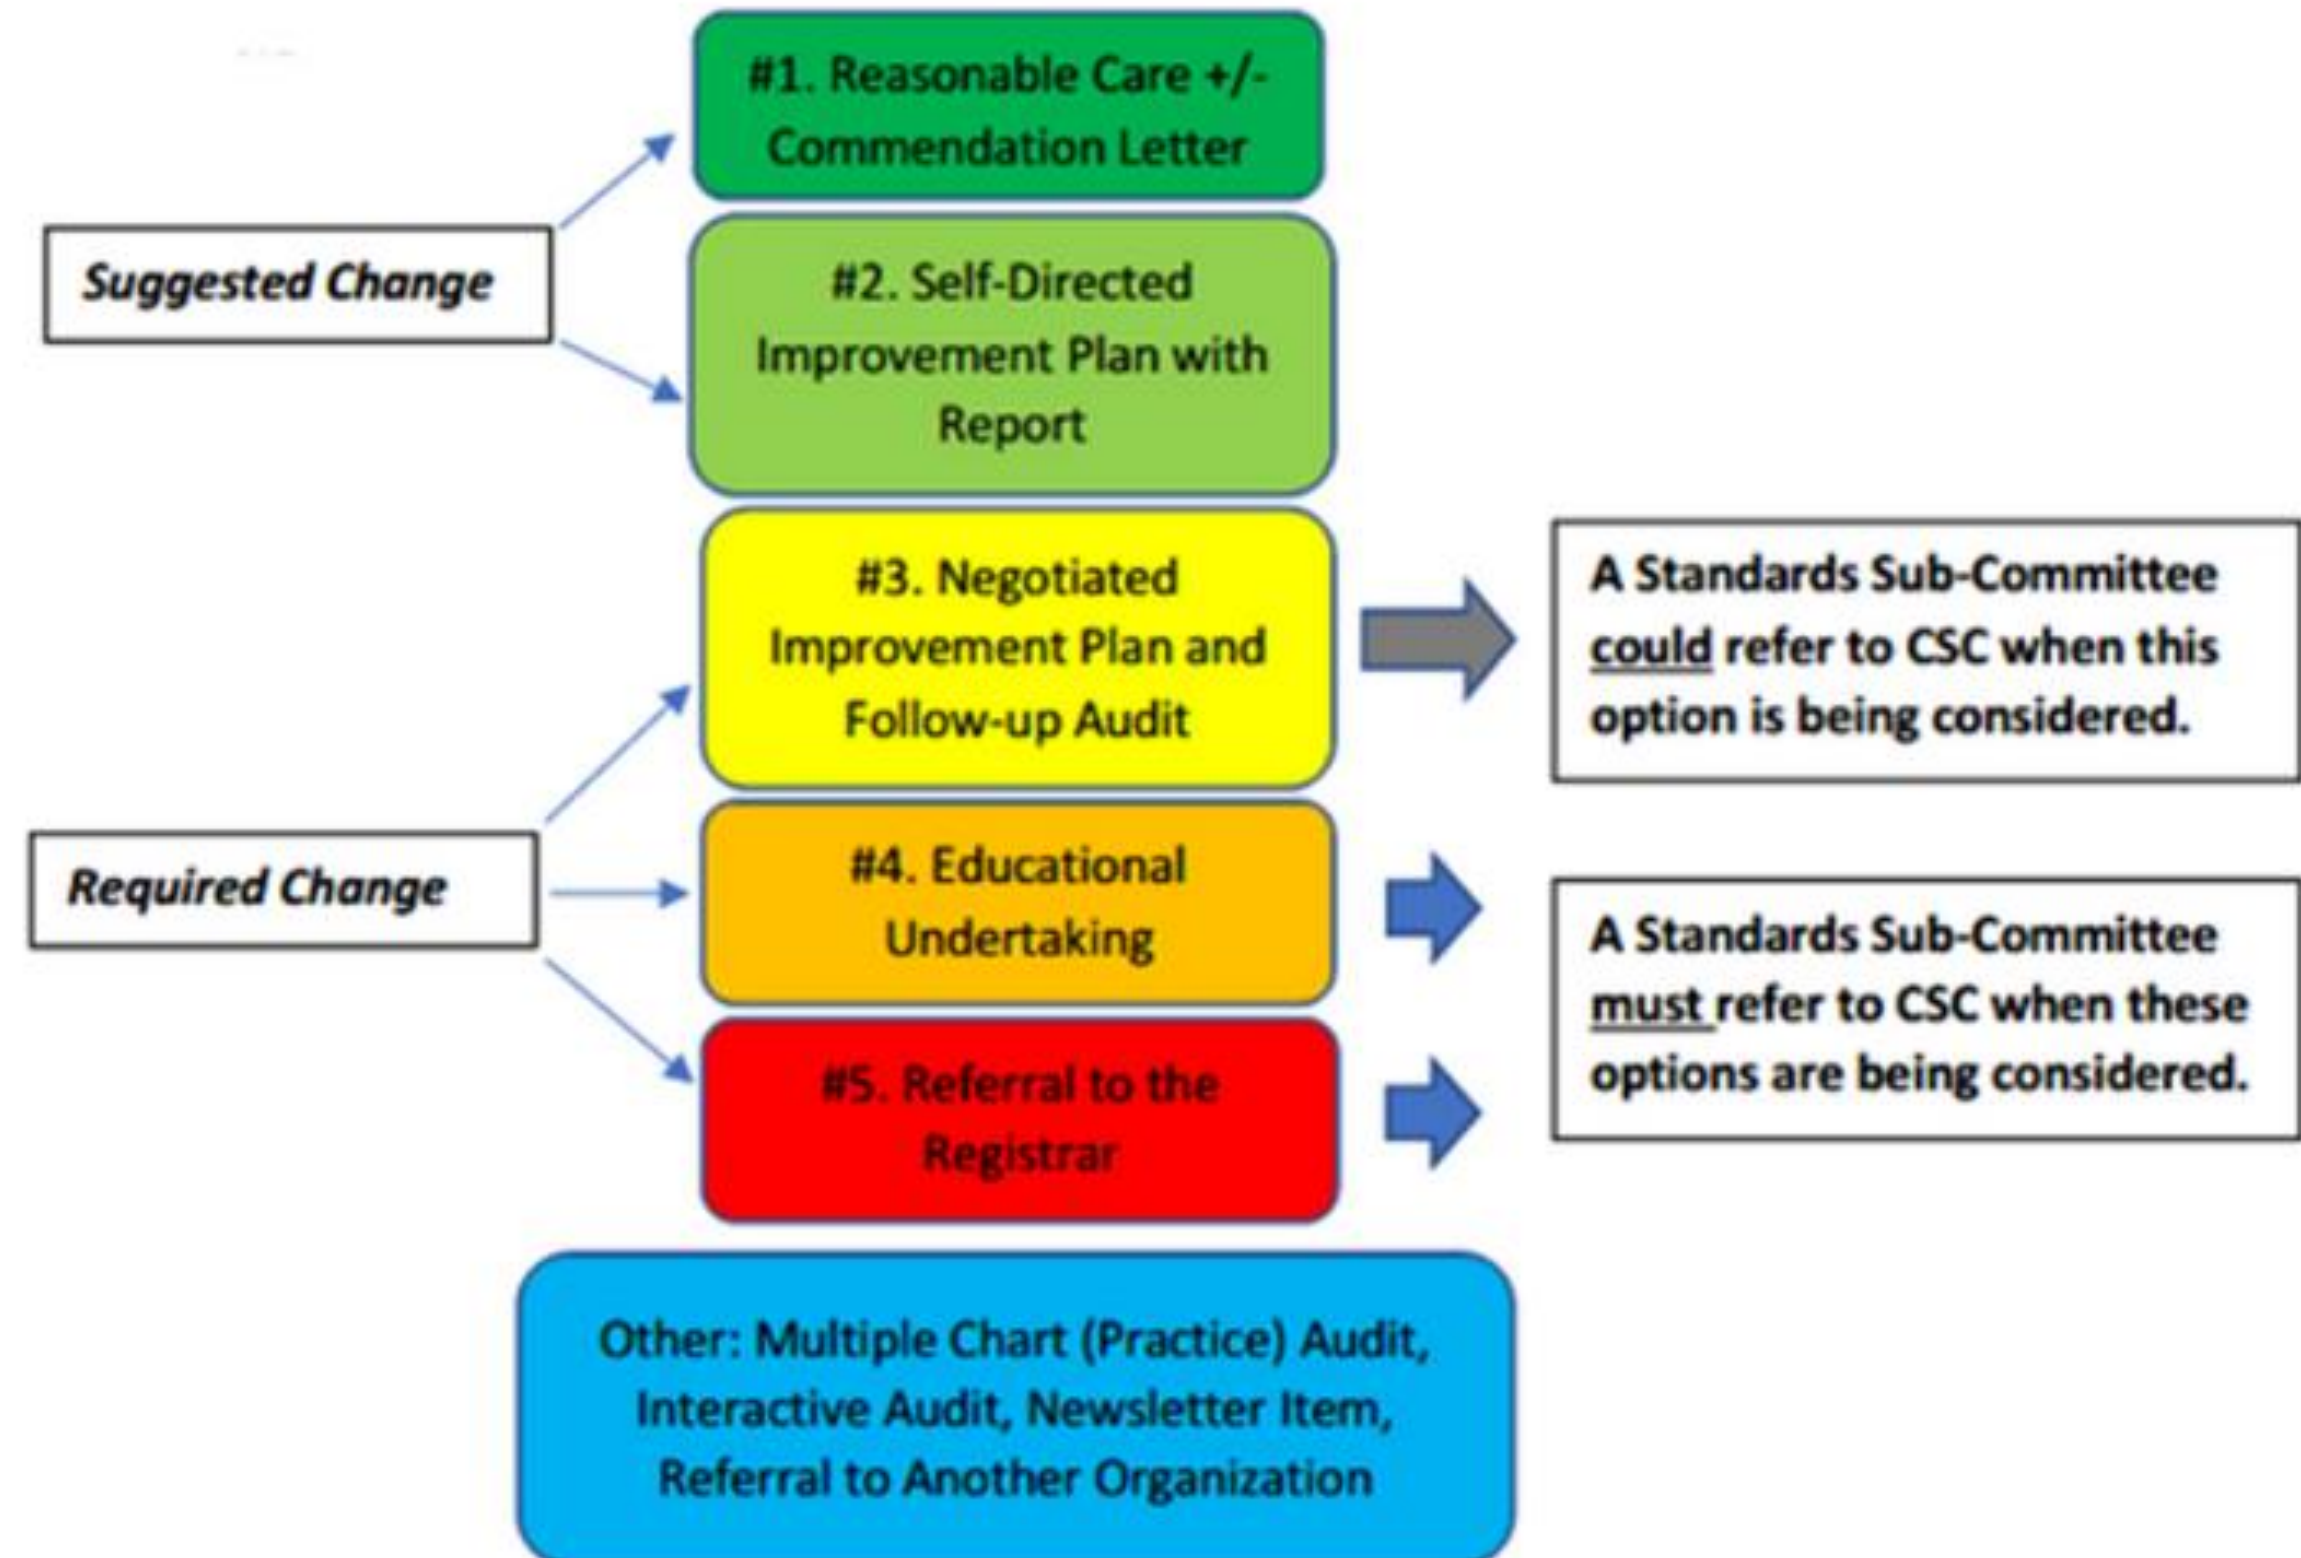 #1. Reasonable Care +/-
Commendation Letter
Suggested Change
#2. Self-Directed
Improvement Plan with
Report
#3. Negotiated
Improvement Plan and
Follow-up Audit
A Standards Sub-Committee
could refer to CSC when this
option is being considered.
Required Change
#4. Educational
Undertaking
A Standards Sub-Committee
must refer to CSC when these
options are being considered.
#5. Referral to the
Registrar
Other: Multiple Chart (Practice) Audit,
Interactive Audit, Newsletter Item,
Referral to Another Organization